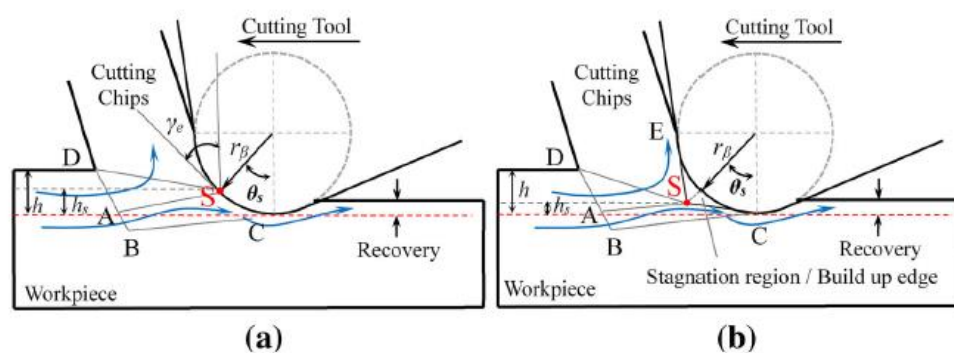 Cutting Tool
Cutting
Chips
γe
rβ
D
S
θs
h
hs
A
B
C
Recovery
Workpiece
(a)
Cutting Tool
Cutting
Chips
E
rβ
D
S
θs
h
hs
A
B
C
Recovery
Stagnation region / Build up edge
Workpiece
(b)